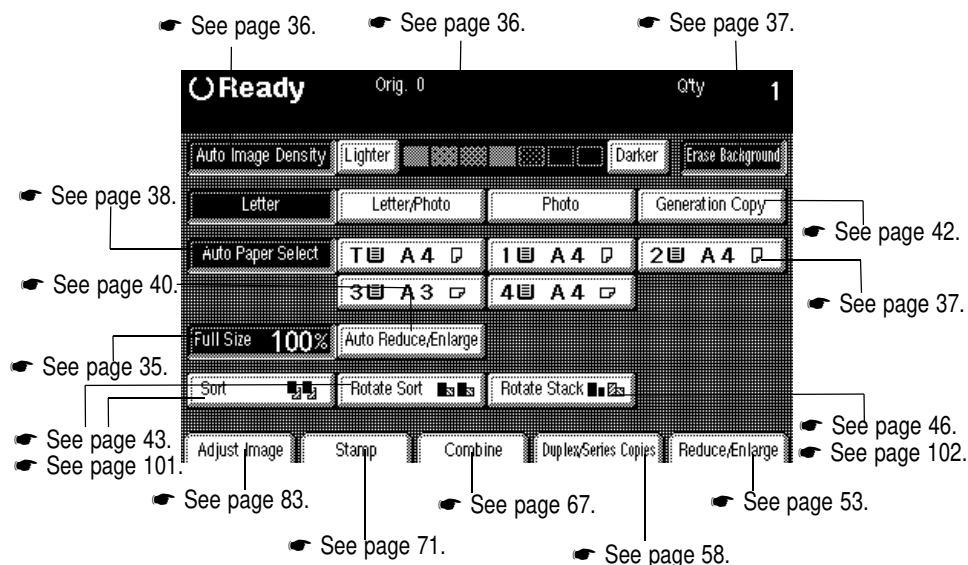 ☛ See page 36. ☛ See page 36. ☛ See page 37.
Ready Orig. 0 Q'ty 1
Auto Image Density Lighter Darker Erase Background
☛ See page 38.
Letter Letter/Photo Photo Generation Copy
☛ See page 42.
Auto Paper Select T A4 1 A4 2 A4
☛ See page 40.
3 A3 4 A4
☛ See page 37.
Full Size 100% Auto Reduce/Enlarge
☛ See page 35.
Sort Rotate Sort Rotate Stack
☛ See page 43.
☛ See page 101.
☛ See page 46.
☛ See page 102.
Adjust Image Stamp Combine Duplex/Series Copies Reduce/Enlarge
☛ See page 83. ☛ See page 67. ☛ See page 53.
☛ See page 71. ☛ See page 58.